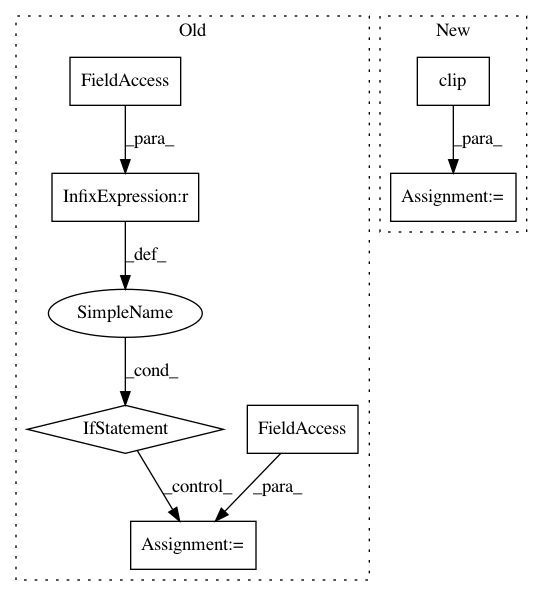 Old
New
FieldAccess
clip
_para_
_para_
InfixExpression:r
Assignment:=
_def_
SimpleName
_cond_
IfStatement
FieldAccess
_control_
_para_
Assignment:=